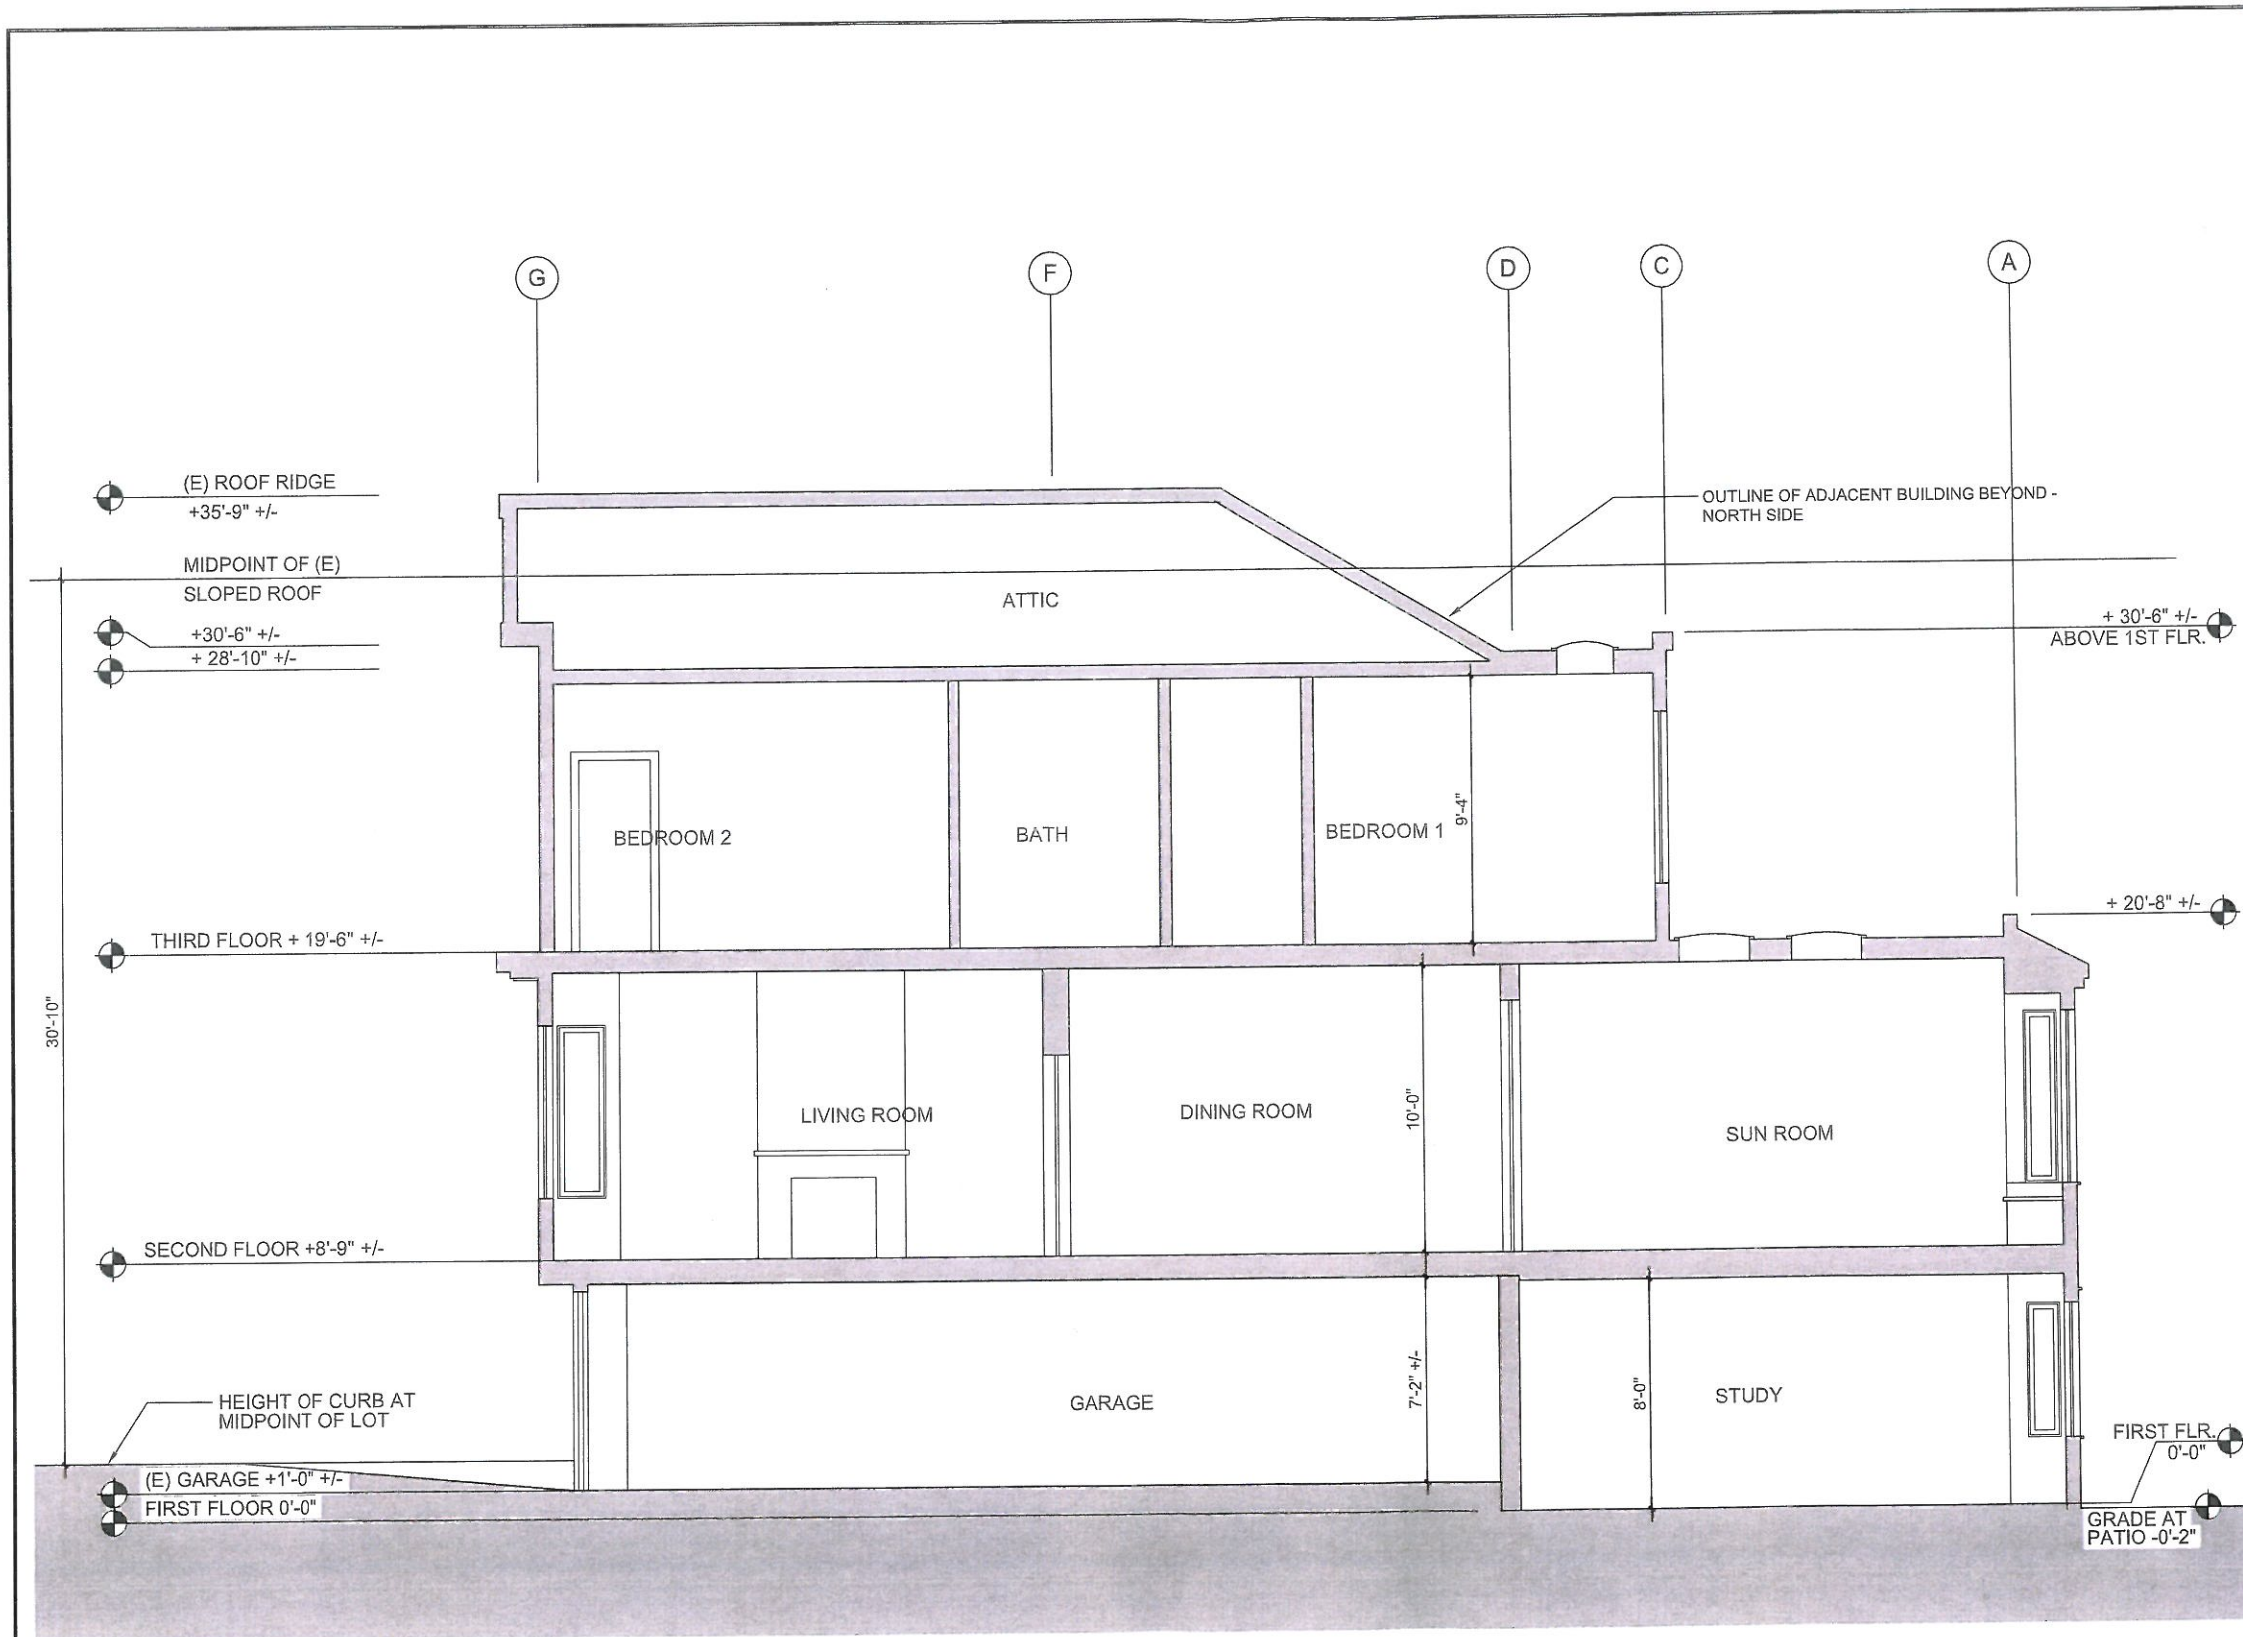 G
F
D
C
A
(E) ROOF RIDGE
+35'-9" +/-
OUTLINE OF ADJACENT BUILDING BEYOND -
NORTH SIDE
MIDPOINT OF (E)
SLOPED ROOF
ATTIC
+30'-6" +/-
+ 28'-10" +/-
+ 30'-6" +/-
ABOVE 1ST FLR.
BEDROOM 2
BATH
BEDROOM 1
9'-4"
+ 20'-8" +/-
THIRD FLOOR + 19'-6" +/-
30'-10"
LIVING ROOM
DINING ROOM
10'-0"
SUN ROOM
SECOND FLOOR +8'-9" +/-
HEIGHT OF CURB AT
MIDPOINT OF LOT
GARAGE
7'-2" +/-
8'-0"
STUDY
FIRST FLR.
0'-0"
(E) GARAGE +1'-0" +/-
FIRST FLOOR 0'-0"
GRADE AT
PATIO -0'-2"